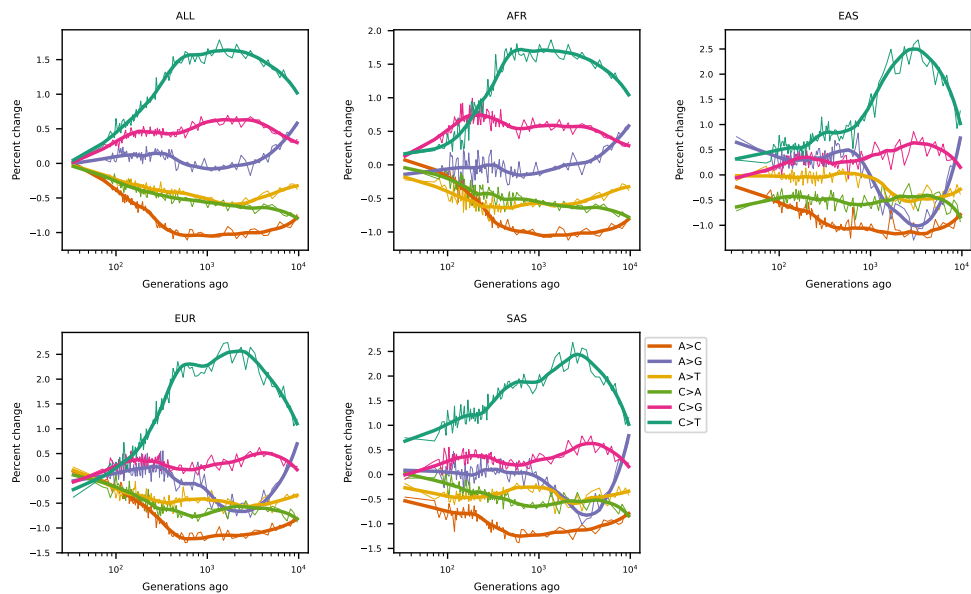 ALL
AFR
EAS
Percent change
1.5
1.0
0.5
0.0
−0.5
−1.0
10² 10³ 10⁴
Generations ago
Percent change
2.0
1.5
1.0
0.5
0.0
−0.5
−1.0
10² 10³ 10⁴
Generations ago
Percent change
2.5
2.0
1.5
1.0
0.5
0.0
−0.5
−1.0
10² 10³ 10⁴
Generations ago
EUR
SAS
Percent change
2.5
2.0
1.5
1.0
0.5
0.0
−0.5
−1.0
−1.5
10² 10³ 10⁴
Generations ago
Percent change
2.5
2.0
1.5
1.0
0.5
0.0
−0.5
−1.0
−1.5
10² 10³ 10⁴
Generations ago
A>C
A>G
A>T
C>A
C>G
C>T